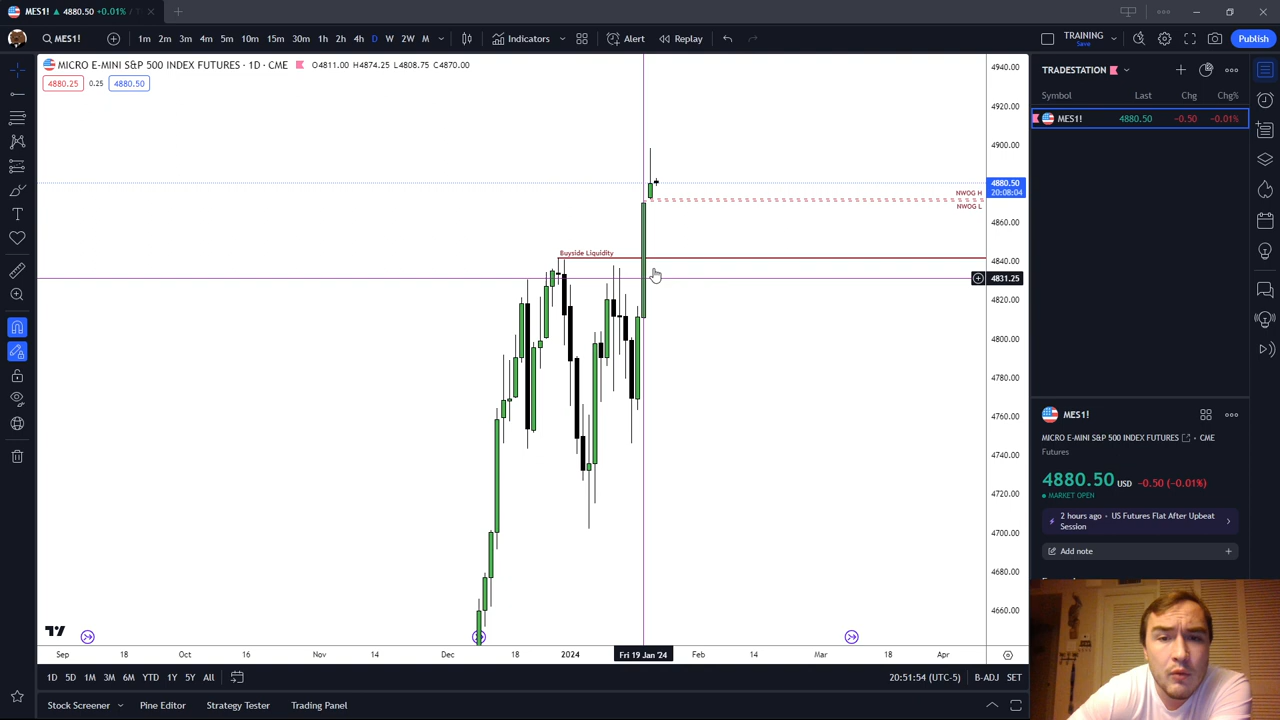 MES1! ▲ 4880.50 +0.01% / T
MES1! 1m 2m 3m 4m 5m 10m 15m 30m 1h 2h 4h D W 2W M Indicators Alert Replay TRAINING Save Publish
MICRO E-MINI S&P 500 INDEX FUTURES · 1D · CME O4811.00 H4874.25 L4808.75 C4870.00
4880.25 0.25 4880.50
TRADESTATION
Symbol Last Chg Chg%
MES1! 4880.50 -0.50 -0.01%
4940.00
4920.00
4900.00
4880.50
20:08:04
NWOG H
NWOG L
4860.00
Buyside Liquidity
4840.00
4831.25
4820.00
4800.00
4780.00
4760.00
4740.00
4720.00
4700.00
4680.00
4660.00
MES1!
MICRO E-MINI S&P 500 INDEX FUTURES · CME
Futures
4880.50 USD -0.50 (-0.01%)
MARKET OPEN
2 hours ago · US Futures Flat After Upbeat
Session
Add note
Sep 18 Oct 16 Nov 14 Dec 18 2024 Fri 19 Jan '24 Feb 14 Mar 18 Apr
1D 5D 1M 3M 6M YTD 1Y 5Y All 20:51:54 (UTC-5) B-ADJ SET
Stock Screener Pine Editor Strategy Tester Trading Panel